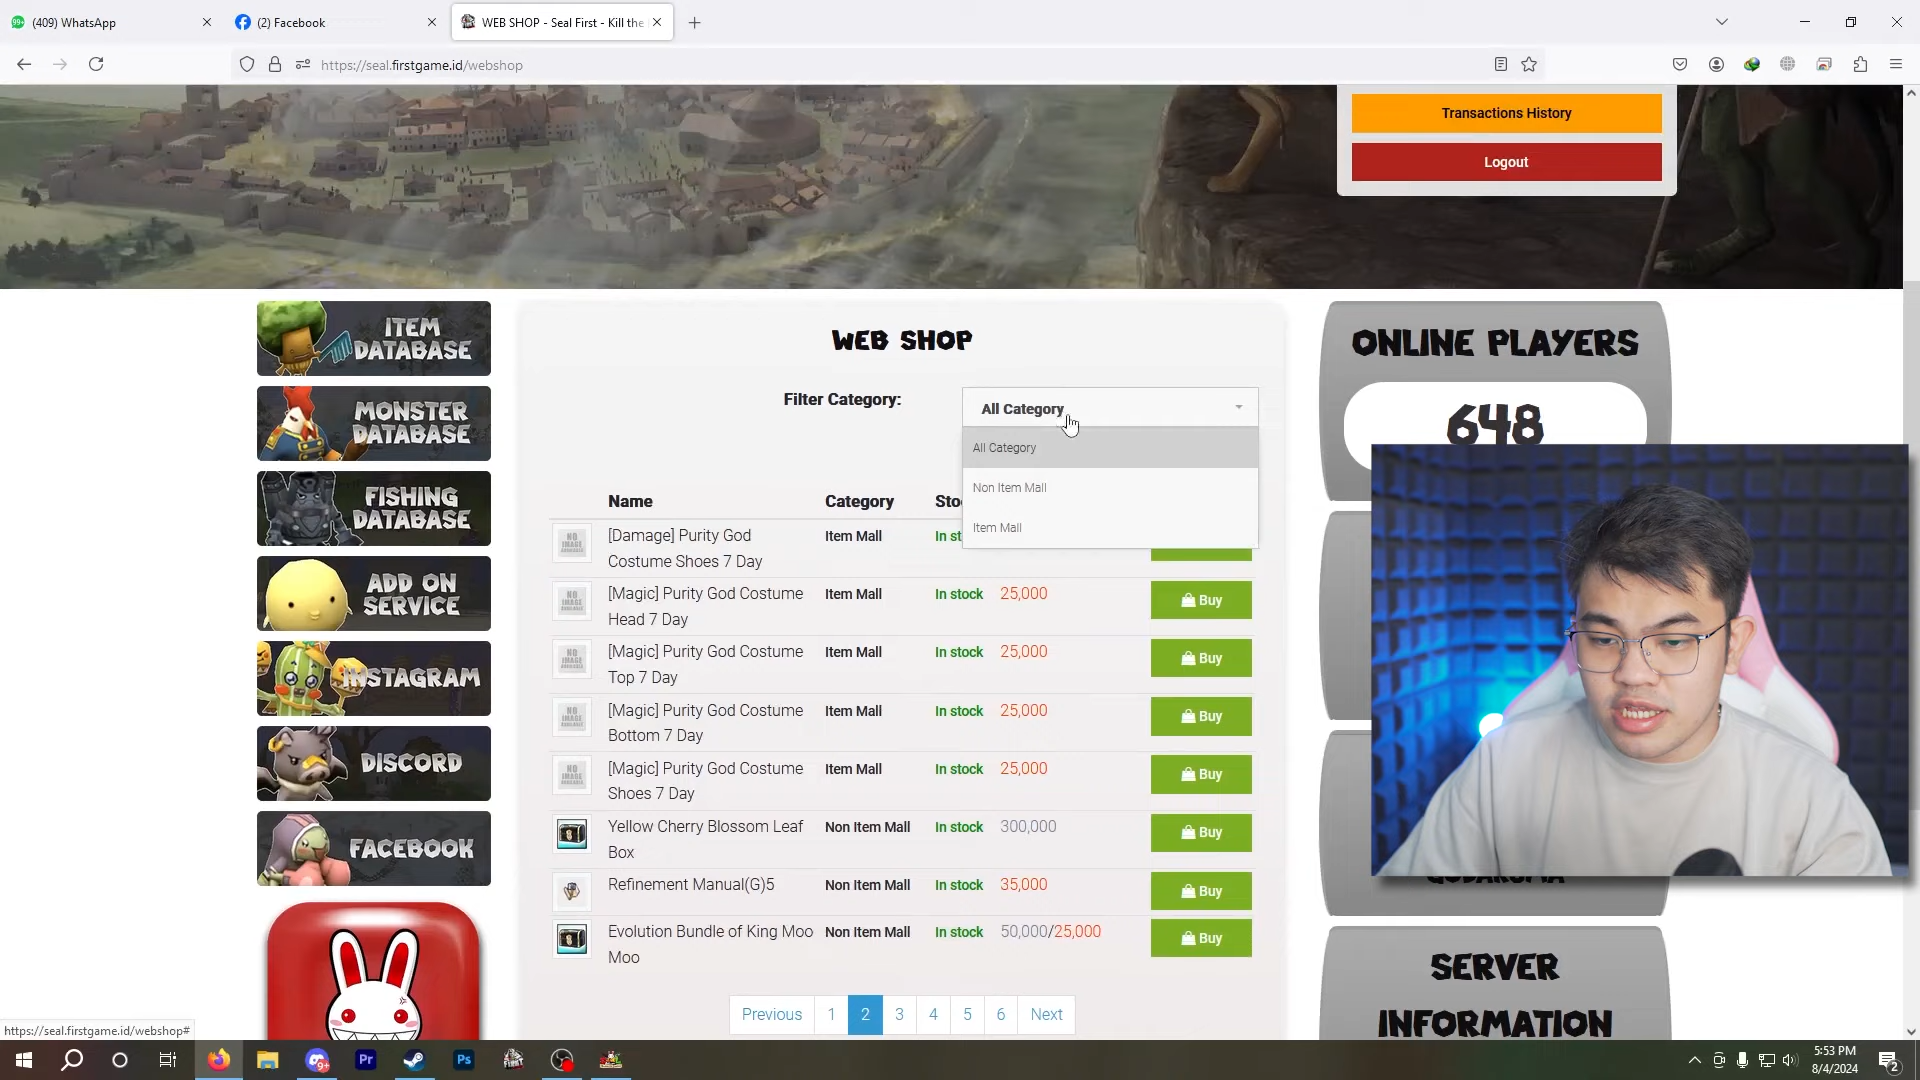 (409) WhatsApp
(2) Facebook
WEB SHOP - Seal First - Kill the
https://seal.firstgame.id/webshop
Transactions History
Logout
ITEM
DATABASE
MONSTER
DATABASE
FISHING
DATABASE
ADD ON
SERVICE
INSTAGRAM
DISCORD
FACEBOOK
WEB SHOP
Filter Category:
All Category
All Category
Non Item Mall
Item Mall
Name Category Sto
[Damage] Purity God
Costume Shoes 7 Day
Item Mall In st
[Magic] Purity God Costume
Head 7 Day
Item Mall In stock 25,000 Buy
[Magic] Purity God Costume
Top 7 Day
Item Mall In stock 25,000 Buy
[Magic] Purity God Costume
Bottom 7 Day
Item Mall In stock 25,000 Buy
[Magic] Purity God Costume
Shoes 7 Day
Item Mall In stock 25,000 Buy
Yellow Cherry Blossom Leaf
Box
Non Item Mall In stock 300,000 Buy
Refinement Manual(G)5 Non Item Mall In stock 35,000 Buy
Evolution Bundle of King Moo
Moo
Non Item Mall In stock 50,000/25,000 Buy
Previous 1 2 3 4 5 6 Next
ONLINE PLAYERS
648
SERVER
INFORMATION
https://seal.firstgame.id/webshop#
Pr
Ps
5:53 PM
8/4/2024
2